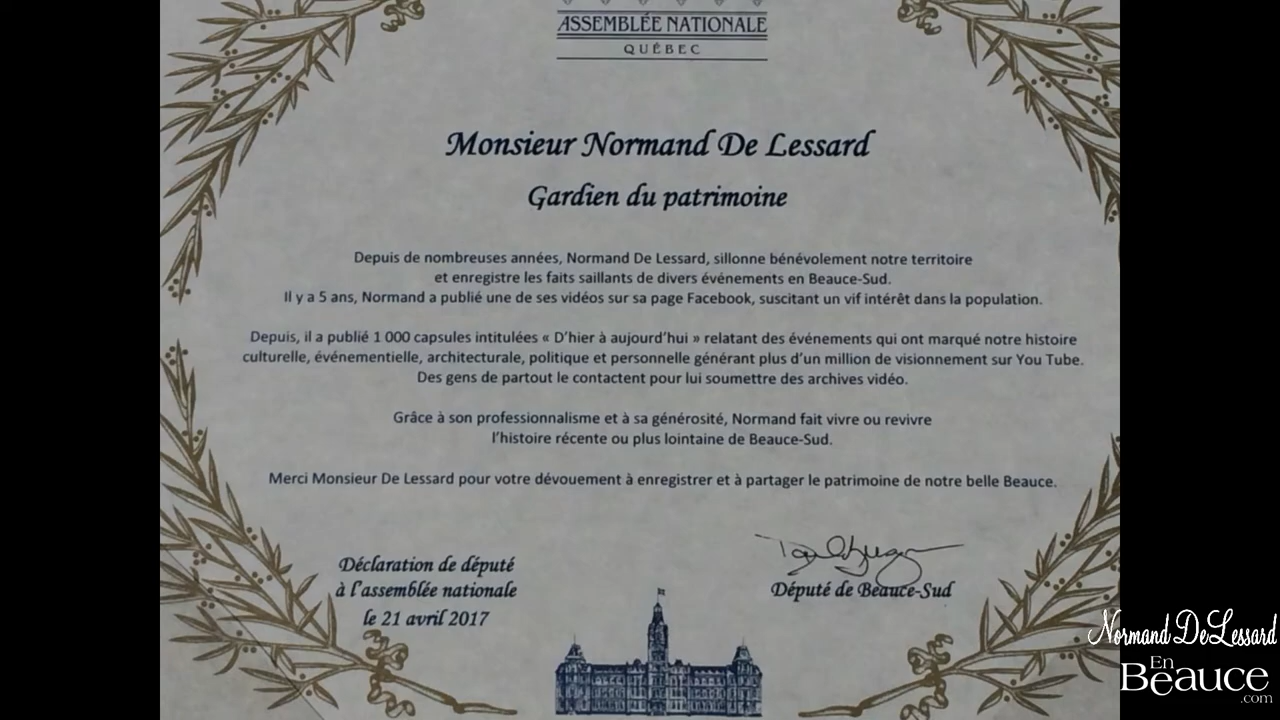 ASSEMBLÉE NATIONALE
QUÉBEC
Monsieur Normand De Lessard
Gardien du patrimoine
Depuis de nombreuses années, Normand De Lessard, sillonne bénévolement notre territoire
et enregistre les faits saillants de divers événements en Beauce-Sud.
Il y a 5 ans, Normand a publié une de ses vidéos sur sa page Facebook, suscitant un vif intérêt dans la population.
Depuis, il a publié 1 000 capsules intitulées « D'hier à aujourd'hui » relatant des événements qui ont marqué notre histoire
culturelle, événementielle, architecturale, politique et personnelle générant plus d'un million de visionnement sur You Tube.
Des gens de partout le contactent pour lui soumettre des archives vidéo.
Grâce à son professionnalisme et à sa générosité, Normand fait vivre ou revivre
l'histoire récente ou plus lointaine de Beauce-Sud.
Merci Monsieur De Lessard pour votre dévouement à enregistrer et à partager le patrimoine de notre belle Beauce.
Déclaration de député
à l'assemblée nationale
le 21 avril 2017
Député de Beauce-Sud
Normand DeLessard
En
Beauce
.com